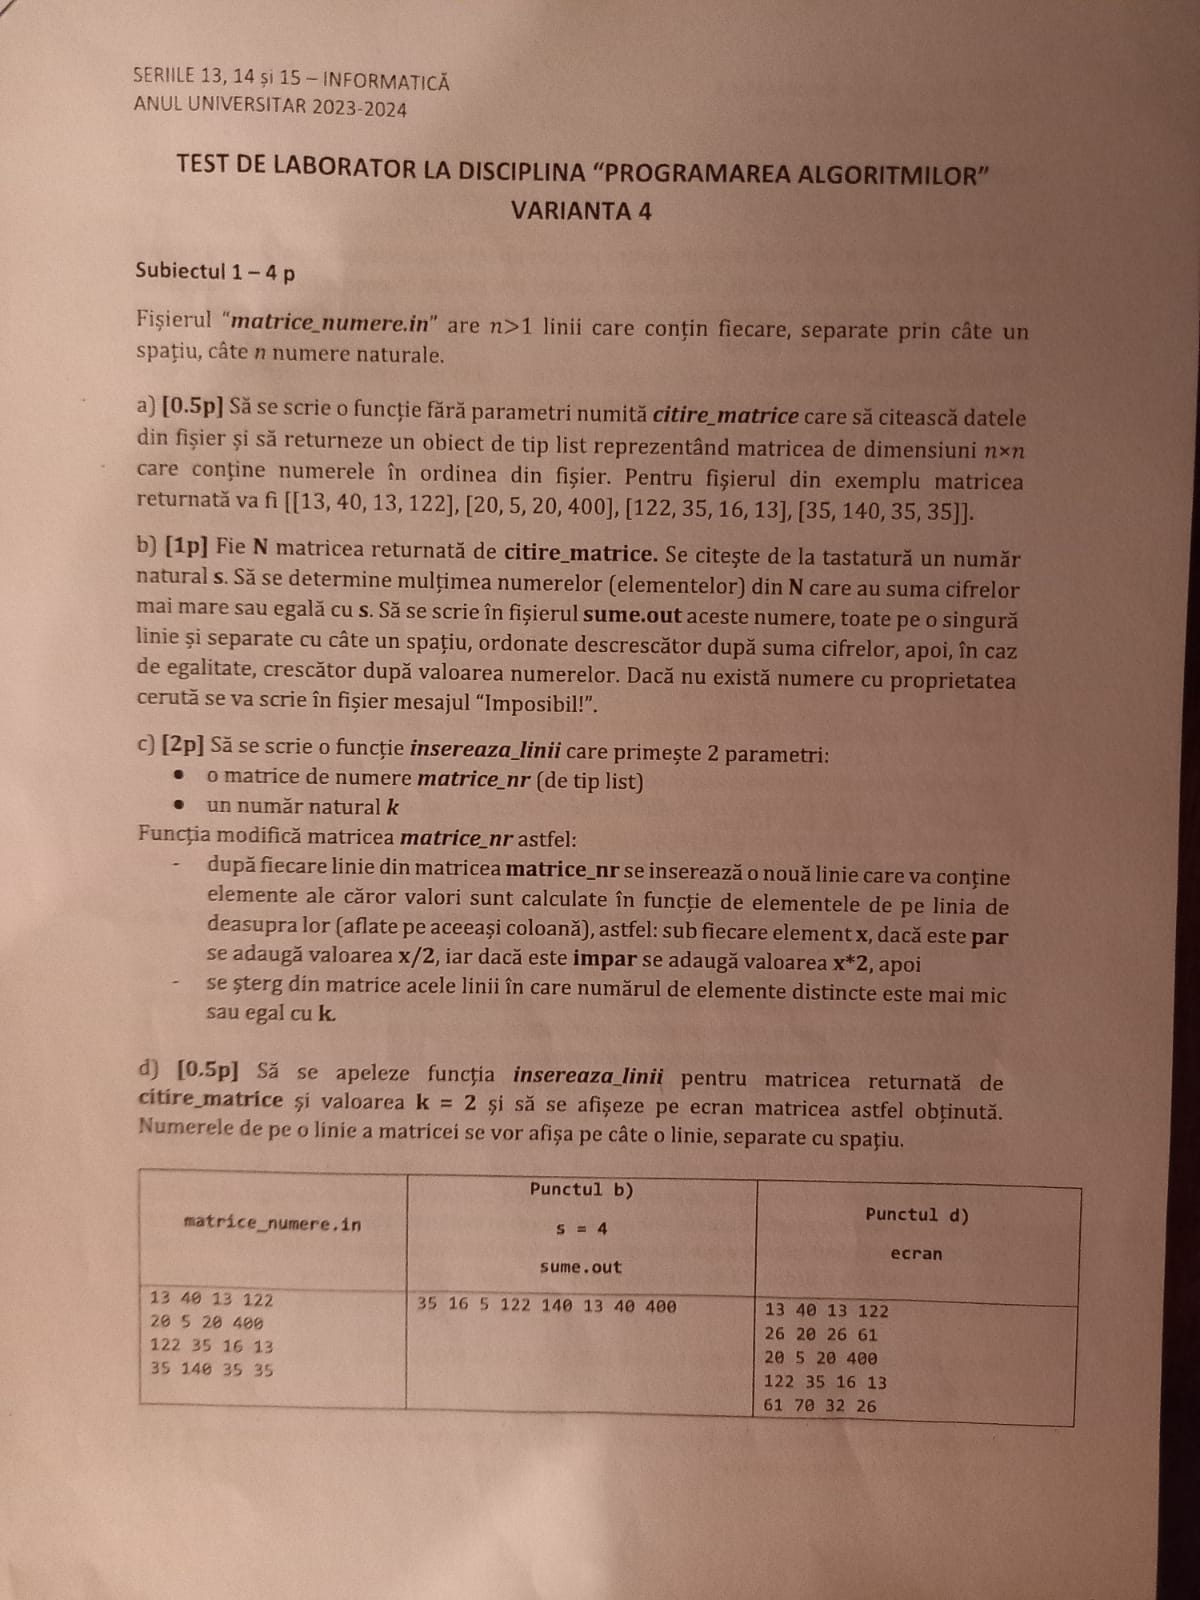 SERIILE 13, 14 și 15 – INFORMATICĂ
ANUL UNIVERSITAR 2023-2024
TEST DE LABORATOR LA DISCIPLINA “PROGRAMAREA ALGORITMILOR”
VARIANTA 4
Subiectul 1 – 4 p
Fișierul “matrice_numere.in” are n>1 linii care conțin fiecare, separate prin câte un
spațiu, câte n numere naturale.
a) [0.5p] Să se scrie o funcție fără parametri numită citire_matrice care să citească datele
din fișier și să returneze un obiect de tip list reprezentând matricea de dimensiuni n×n
care conține numerele în ordinea din fișier. Pentru fișierul din exemplu matricea
returnată va fi [[13, 40, 13, 122], [20, 5, 20, 400], [122, 35, 16, 13], [35, 140, 35, 35]].
b) [1p] Fie N matricea returnată de citire_matrice. Se citește de la tastatură un număr
natural s. Să se determine mulțimea numerelor (elementelor) din N care au suma cifrelor
mai mare sau egală cu s. Să se scrie în fișierul sume.out aceste numere, toate pe o singură
linie și separate cu câte un spațiu, ordonate descrescător după suma cifrelor, apoi, în caz
de egalitate, crescător după valoarea numerelor. Dacă nu există numere cu proprietatea
cerută se va scrie în fișier mesajul “Imposibil!”.
c) [2p] Să se scrie o funcție insereaza_linii care primește 2 parametri:
• o matrice de numere matrice_nr (de tip list)
• un număr natural k
Funcția modifică matricea matrice_nr astfel:
- după fiecare linie din matricea matrice_nr se inserează o nouă linie care va conține
elemente ale căror valori sunt calculate în funcție de elementele de pe linia de
deasupra lor (aflate pe aceeași coloană), astfel: sub fiecare element x, dacă este par
se adaugă valoarea x/2, iar dacă este impar se adaugă valoarea x*2, apoi
- se șterg din matrice acele linii în care numărul de elemente distincte este mai mic
sau egal cu k.
d) [0.5p] Să se apeleze funcția insereaza_linii pentru matricea returnată de
citire_matrice și valoarea k = 2 și să se afișeze pe ecran matricea astfel obținută.
Numerele de pe o linie a matricei se vor afișa pe câte o linie, separate cu spațiu.
matrice_numere.in
Punctul b)
s = 4
sume.out
Punctul d)
ecran
13 40 13 122
20 5 20 400
122 35 16 13
35 140 35 35
35 16 5 122 140 13 40 400
13 40 13 122
26 20 26 61
20 5 20 400
122 35 16 13
61 70 32 26